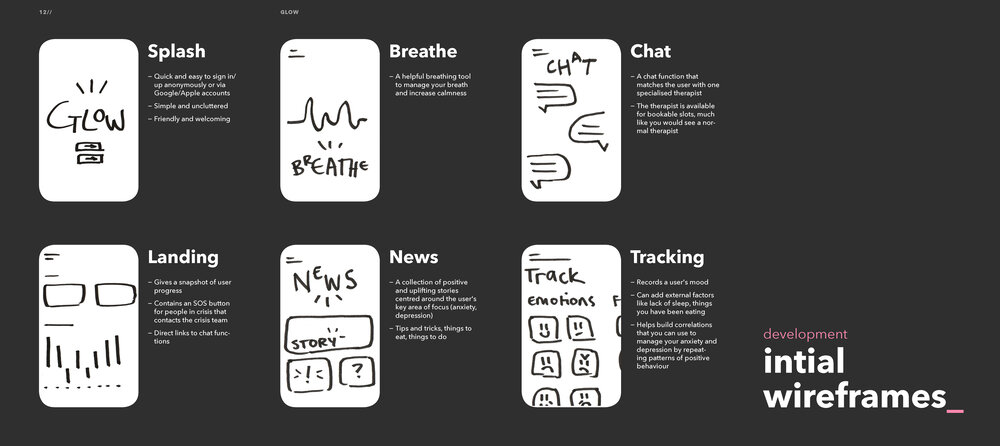 12//
GLOW
GLOW
Splash
– Quick and easy to sign in/
up anonymously or via
Google/Apple accounts
– Simple and uncluttered
– Friendly and welcoming
BREATHE
Breathe
– A helpful breathing tool
to manage your breath
and increase calmness
CHAT
Chat
– A chat function that
matches the user with one
specialised therapist
– The therapist is available
for bookable slots, much
like you would see a nor-
mal therapist
Landing
– Gives a snapshot of user
progress
– Contains an SOS button
for people in crisis that
contacts the crisis team
– Direct links to chat func-
tions
NEWS
STORY
!
?
News
– A collection of positive
and uplifting stories
centred around the user's
key area of focus (anxiety,
depression)
– Tips and tricks, things to
eat, things to do
Track
EMOTIONS F
Tracking
– Records a user's mood
– Can add external factors
like lack of sleep, things
you have been eating
– Helps build correlations
that you can use to
manage your anxiety and
depression by repeat-
ing patterns of positive
behaviour
development
intial
wireframes_